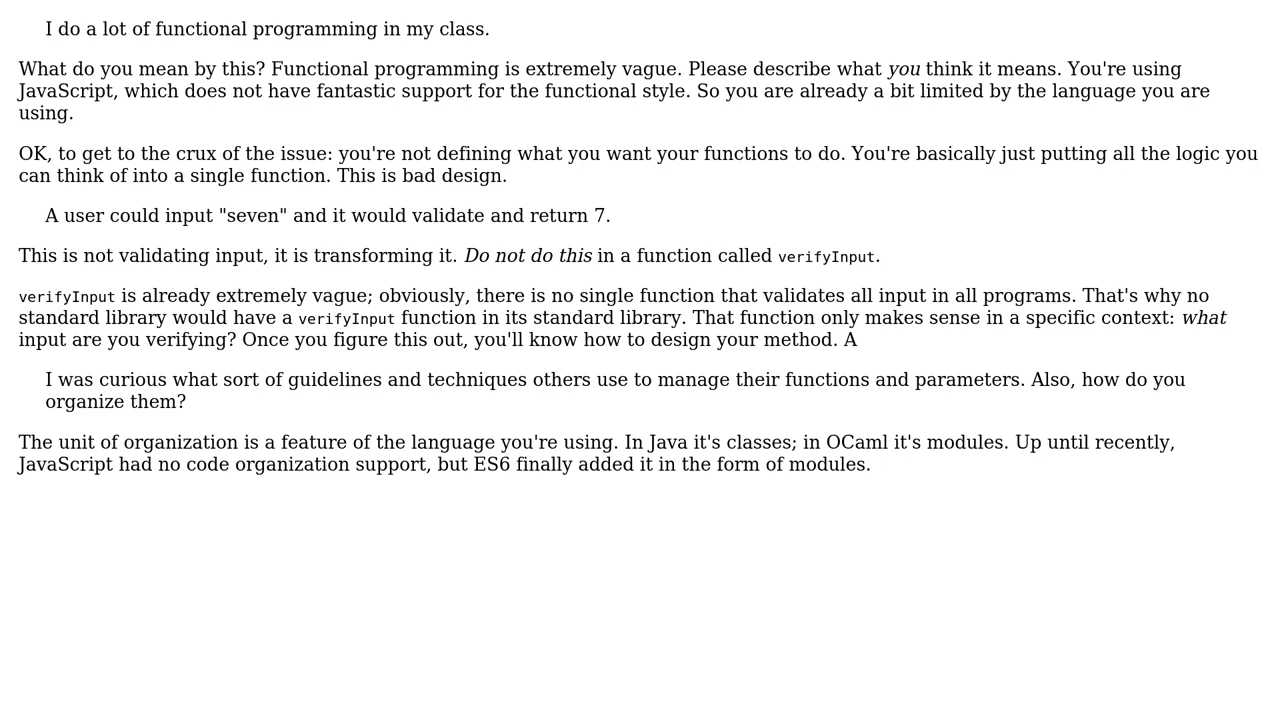 I do a lot of functional programming in my class.
What do you mean by this? Functional programming is extremely vague. Please describe what you think it means. You're using
JavaScript, which does not have fantastic support for the functional style. So you are already a bit limited by the language you are
using.
OK, to get to the crux of the issue: you're not defining what you want your functions to do. You're basically just putting all the logic you
can think of into a single function. This is bad design.
A user could input "seven" and it would validate and return 7.
This is not validating input, it is transforming it. Do not do this in a function called verifyInput.
verifyInput is already extremely vague; obviously, there is no single function that validates all input in all programs. That's why no
standard library would have a verifyInput function in its standard library. That function only makes sense in a specific context: what
input are you verifying? Once you figure this out, you'll know how to design your method. A
I was curious what sort of guidelines and techniques others use to manage their functions and parameters. Also, how do you
organize them?
The unit of organization is a feature of the language you're using. In Java it's classes; in OCaml it's modules. Up until recently,
JavaScript had no code organization support, but ES6 finally added it in the form of modules.